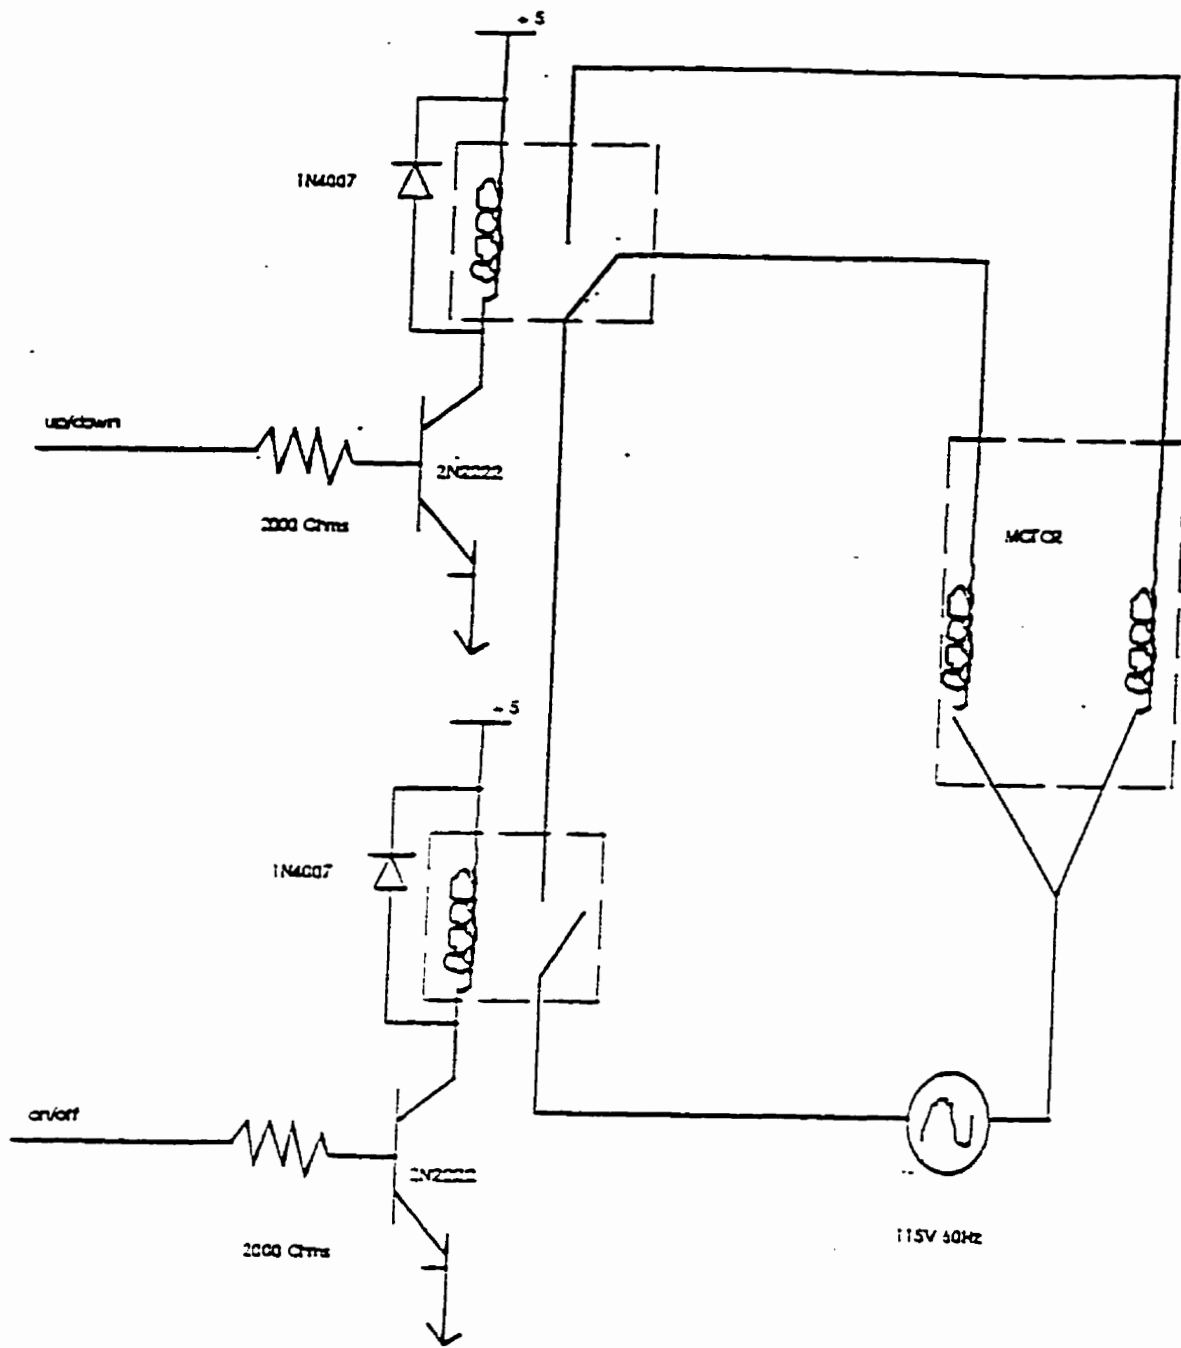 + 5
1N4007
up/down
2N2222
2000 Ohms
MOTOR
+ 5
1N4007
on/off
2N2222
2000 Ohms
115V 60Hz